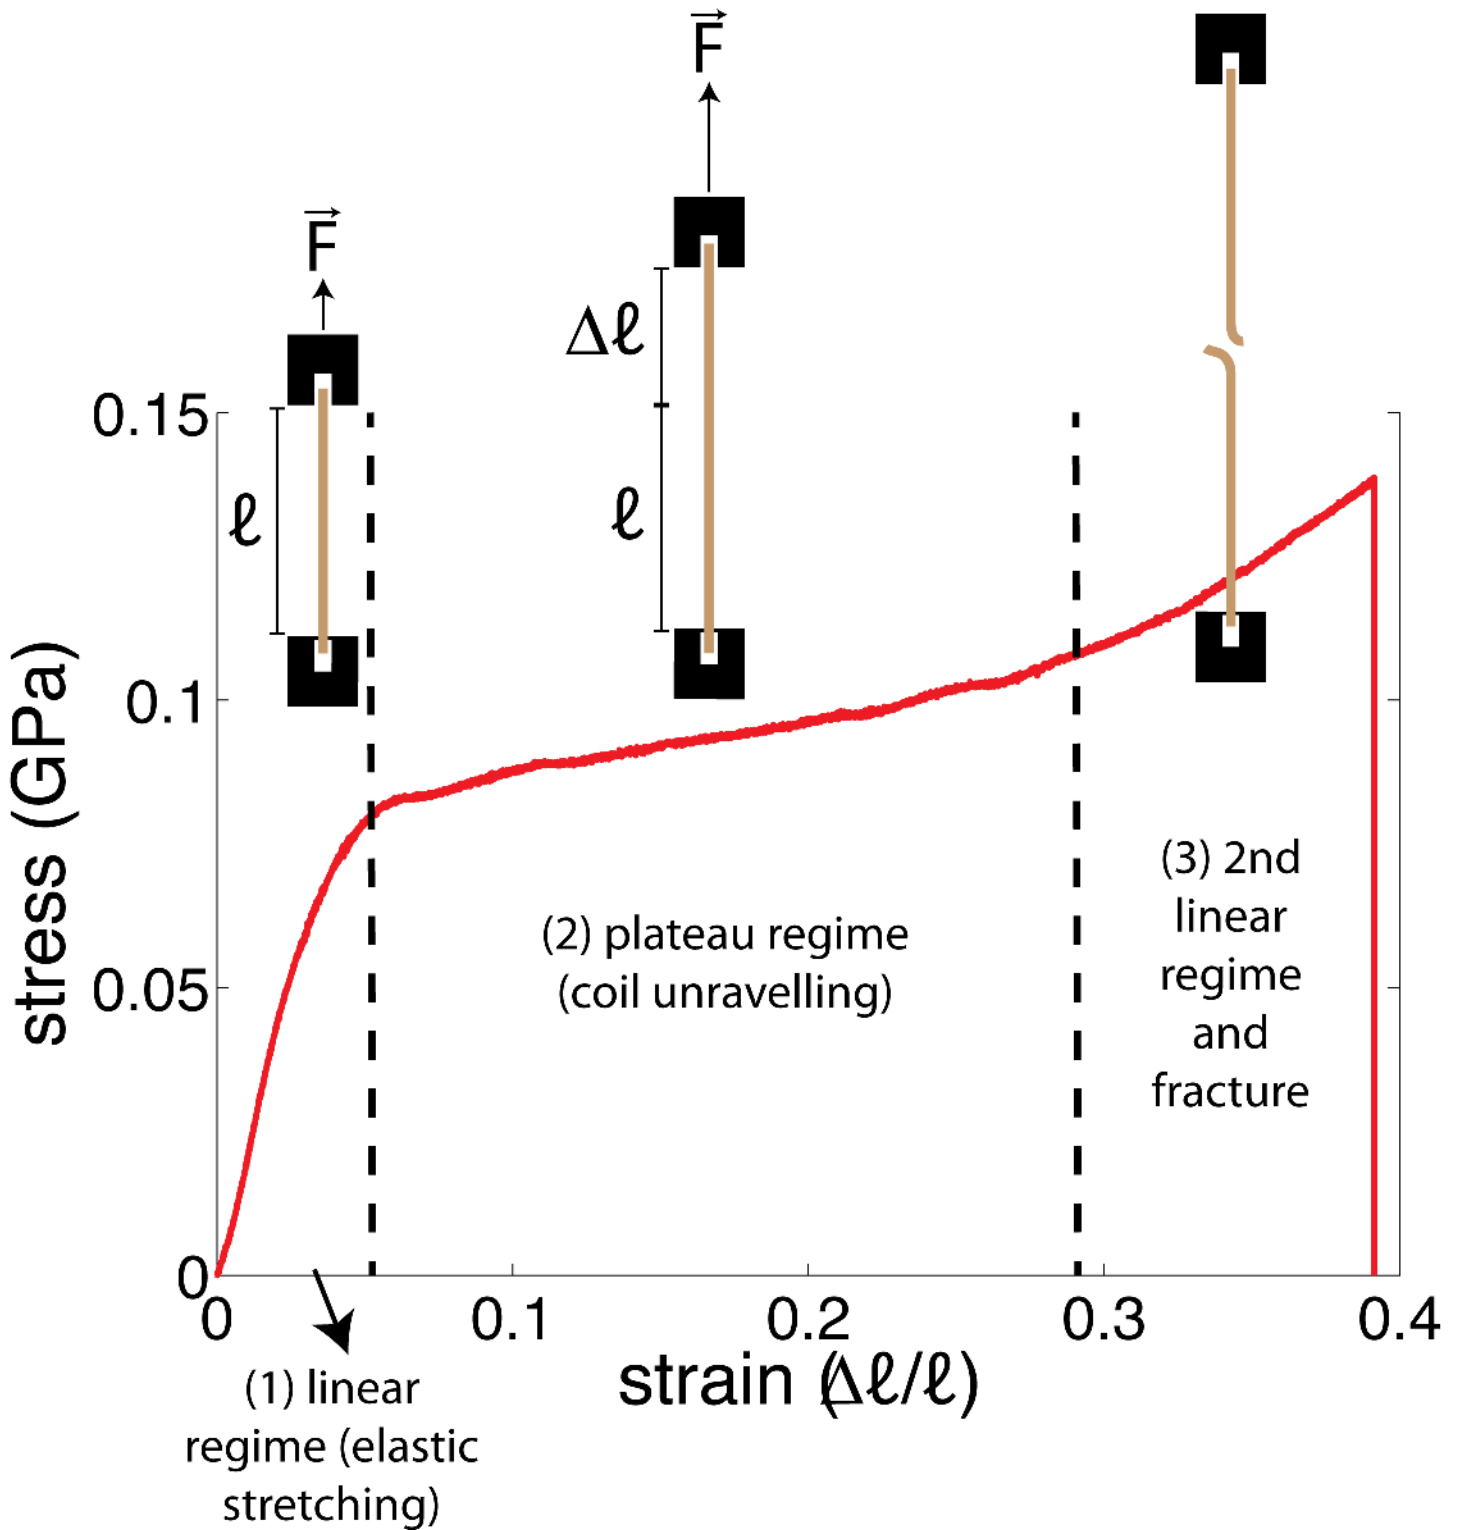 F
F
Δℓ
ℓ
ℓ
0.15
0.1
0.05
0
stress (GPa)
(2) plateau regime
(coil unravelling)
(3) 2nd
linear
regime
and
fracture
0
0.1
0.2
0.3
0.4
strain (Δℓ/ℓ)
(1) linear
regime (elastic
stretching)